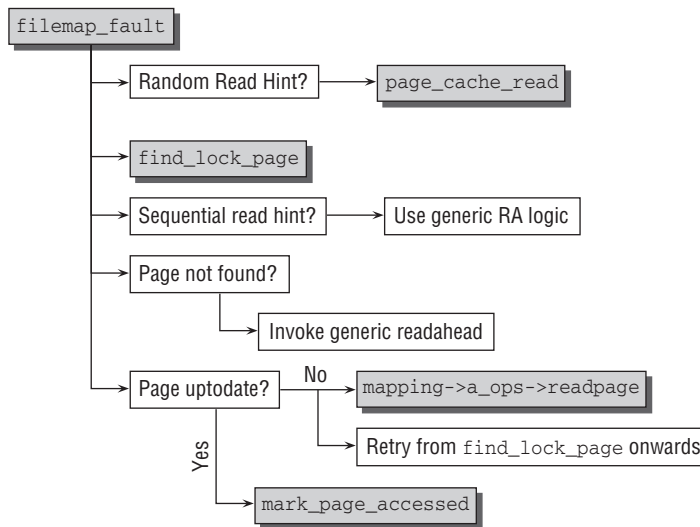 filemap_fault
Random Read Hint?
page_cache_read
find_lock_page
Sequential read hint?
Use generic RA logic
Page not found?
Invoke generic readahead
Page uptodate?
No
mapping->a_ops->readpage
Retry from find_lock_page onwards
Yes
mark_page_accessed